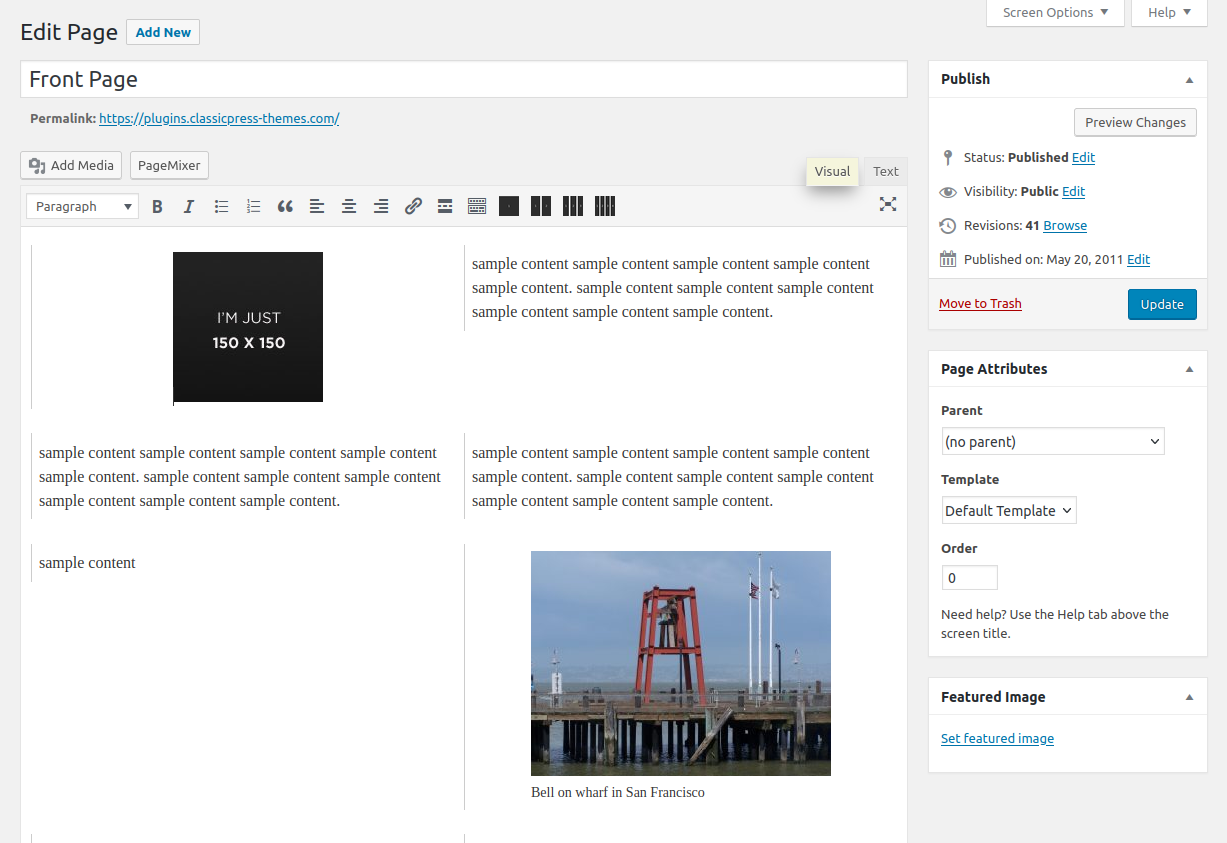 Screen Options
Help
Edit Page
Add New
Front Page
Permalink: https://plugins.classicpress-themes.com/
Add Media
PageMixer
Visual
Text
Paragraph
I'M JUST
150 X 150
sample content sample content sample content sample content
sample content. sample content sample content sample content
sample content sample content sample content.
sample content sample content sample content sample content
sample content. sample content sample content sample content
sample content sample content sample content.
sample content sample content sample content sample content
sample content. sample content sample content sample content
sample content sample content sample content.
sample content
Bell on wharf in San Francisco
Publish
Preview Changes
Status: Published Edit
Visibility: Public Edit
Revisions: 41 Browse
Published on: May 20, 2011 Edit
Move to Trash
Update
Page Attributes
Parent
(no parent)
Template
Default Template
Order
0
Need help? Use the Help tab above the
screen title.
Featured Image
Set featured image